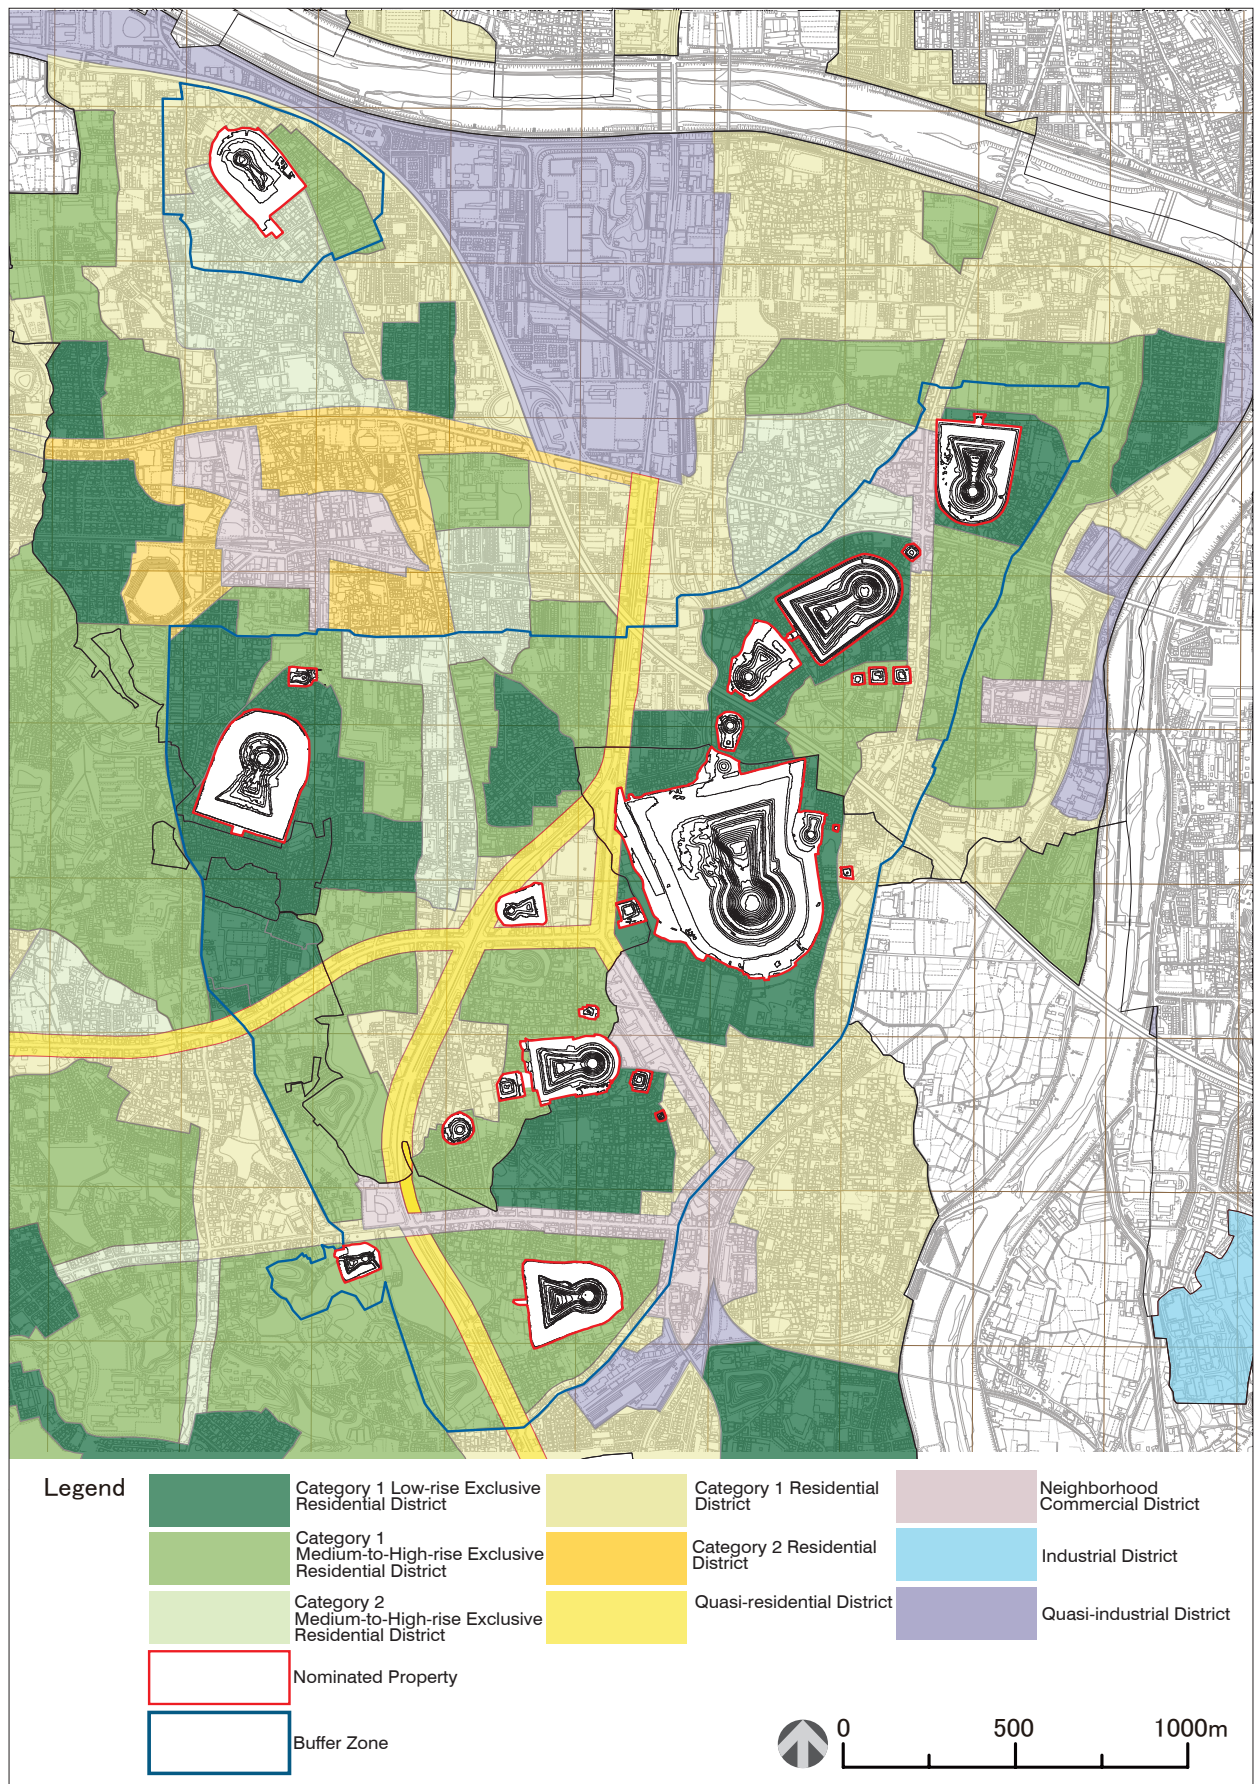 Legend
Category 1 Low-rise Exclusive
Residential District
Category 1
Medium-to-High-rise Exclusive
Residential District
Category 2
Medium-to-High-rise Exclusive
Residential District
Nominated Property
Buffer Zone
Category 1 Residential
District
Category 2 Residential
District
Quasi-residential District
Neighborhood
Commercial District
Industrial District
Quasi-industrial District
0 500 1000m